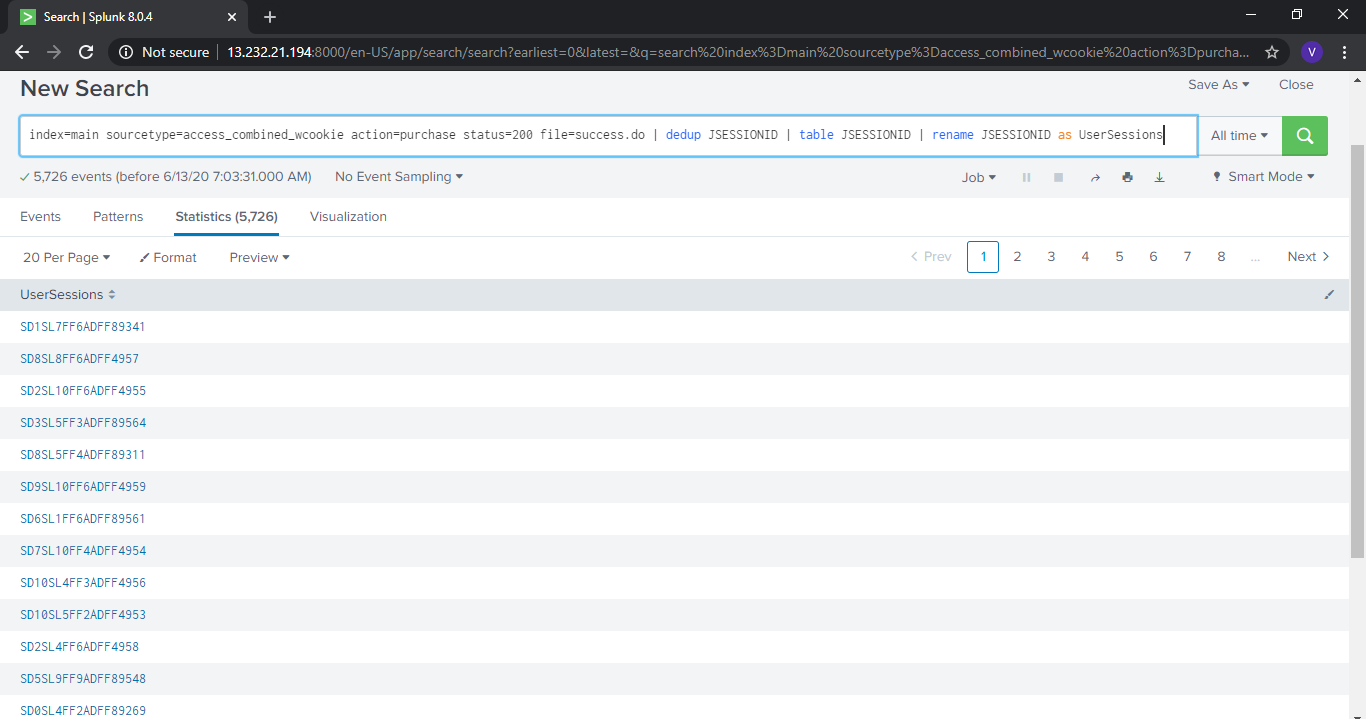 Search | Splunk 8.0.4
Not secure | 13.232.21.194:8000/en-US/app/search/search?earliest=0&latest=&q=search%20index%3Dmain%20sourcetype%3Daccess_combined_wcookie%20action%3Dpurcha...
V
New Search
Save As Close
index=main sourcetype=access_combined_wcookie action=purchase status=200 file=success.do | dedup JSESSIONID | table JSESSIONID | rename JSESSIONID as UserSessions
All time
5,726 events (before 6/13/20 7:03:31.000 AM) No Event Sampling Job Smart Mode
Events Patterns Statistics (5,726) Visualization
20 Per Page Format Preview < Prev 1 2 3 4 5 6 7 8 ... Next >
UserSessions
SD1SL7FF6ADFF89341
SD8SL8FF6ADFF4957
SD2SL10FF6ADFF4955
SD3SL5FF3ADFF89564
SD8SL5FF4ADFF89311
SD9SL10FF6ADFF4959
SD6SL1FF6ADFF89561
SD7SL10FF4ADFF4954
SD10SL4FF3ADFF4956
SD10SL5FF2ADFF4953
SD2SL4FF6ADFF4958
SD5SL9FF9ADFF89548
SD0SL4FF2ADFF89269